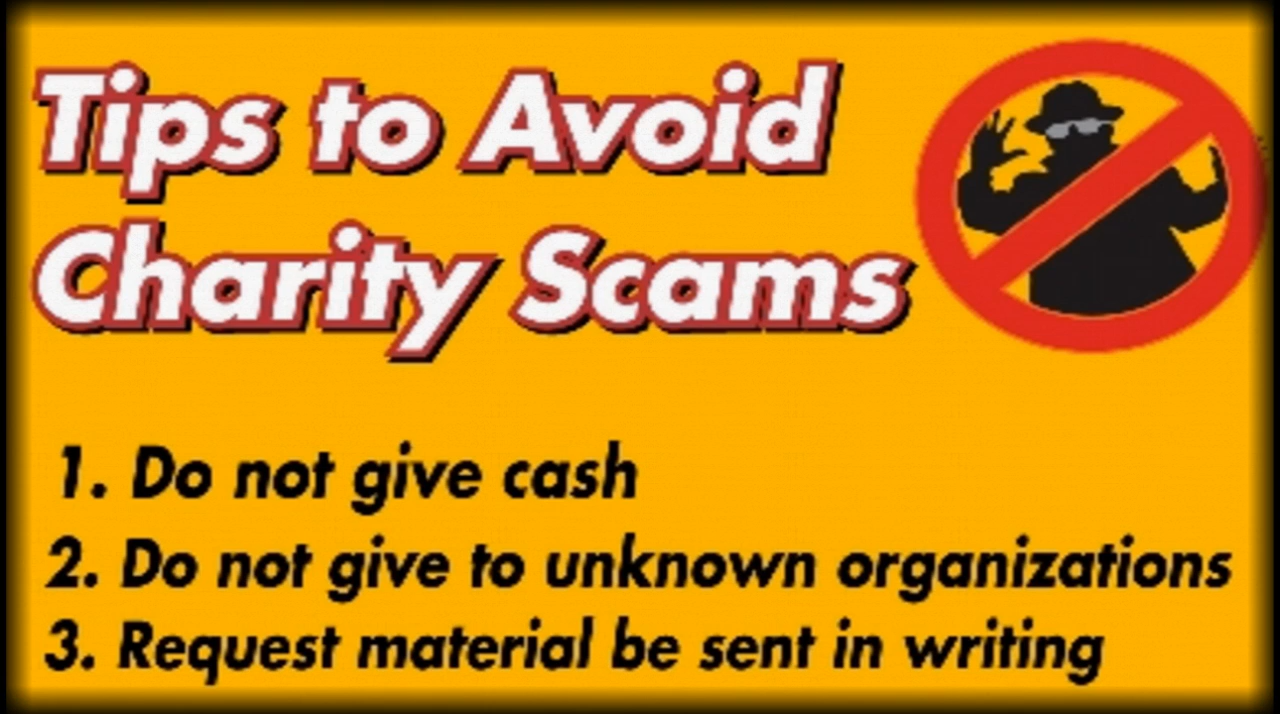 Tips to Avoid
Charity Scams
1. Do not give cash
2. Do not give to unknown organizations
3. Request material be sent in writing